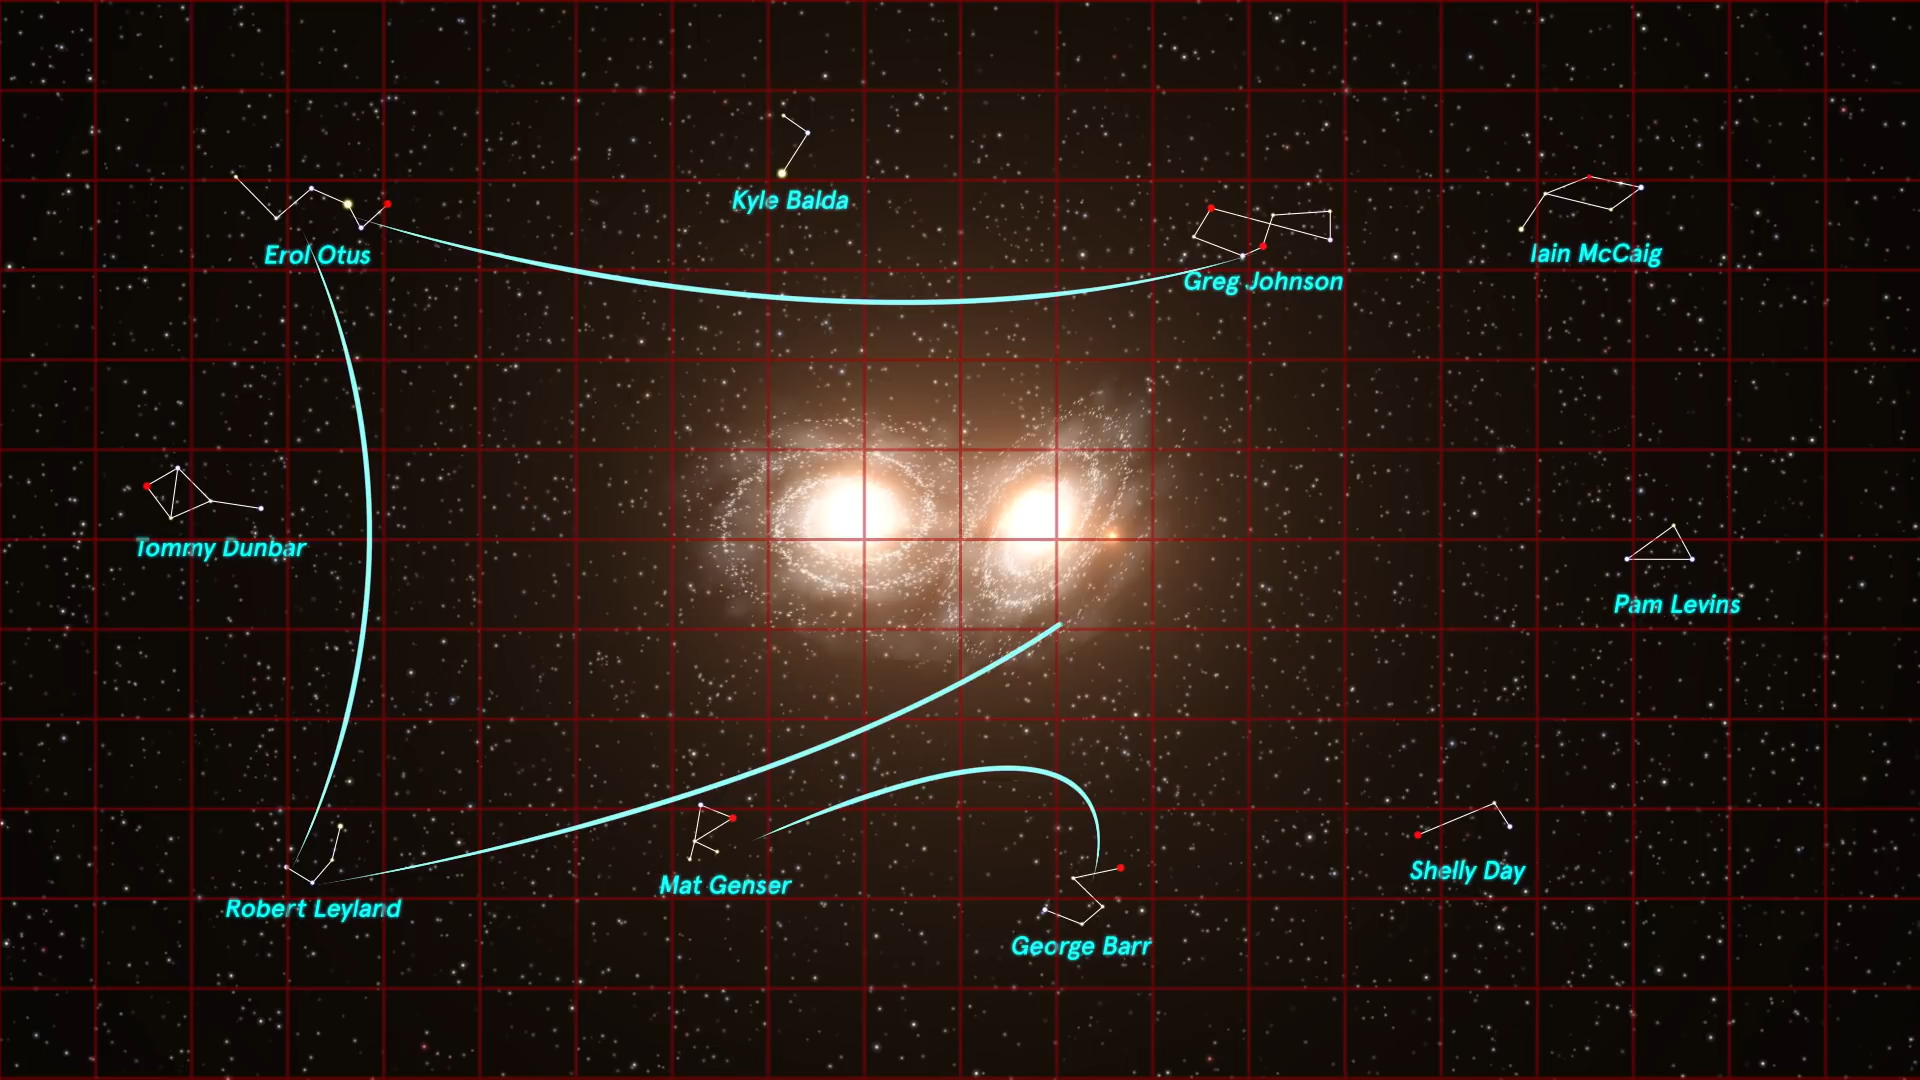 Kyle Balda
Erol Otus
Iain McCaig
Greg Johnson
Tommy Dunbar
Pam Levins
Shelly Day
Mat Genser
Robert Leyland
George Barr